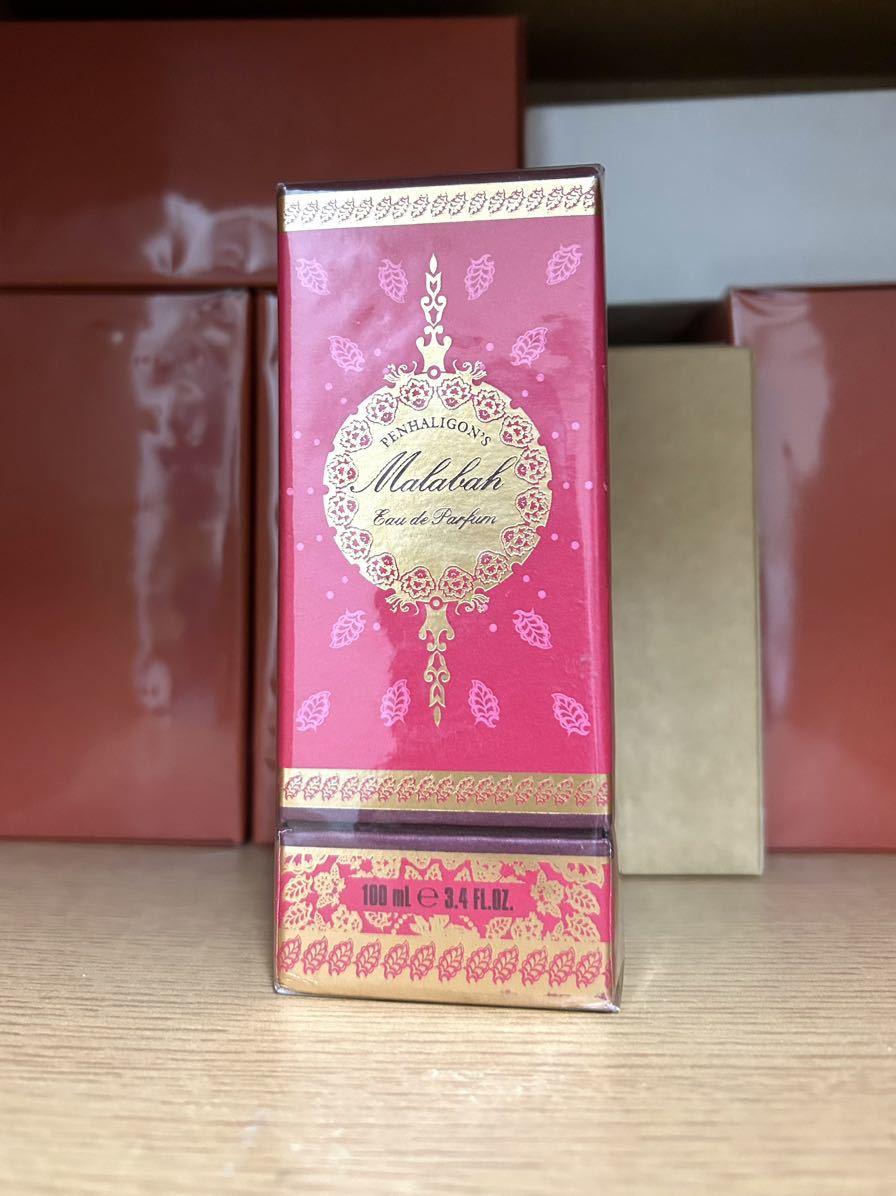 PENHALIGON'S
Malabah
Eau de Parfum
100 mL ℮ 3.4 FL.OZ.